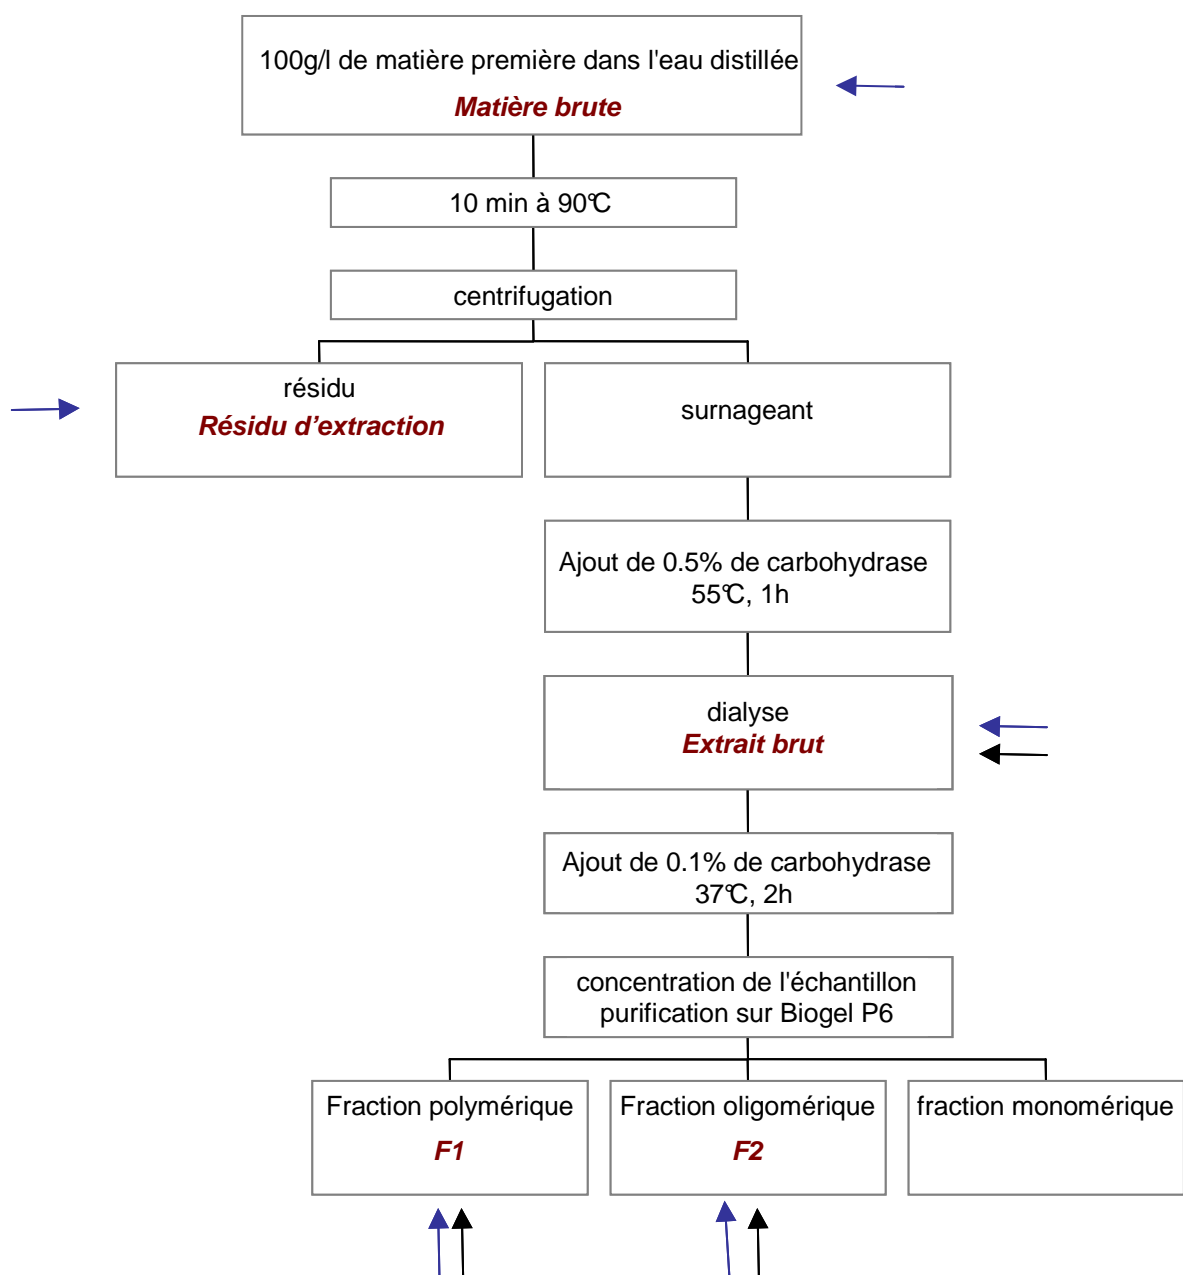 100g/l de matière première dans l'eau distillée
Matière brute
10 min à 90°C
centrifugation
résidu
Résidu d’extraction
surnageant
Ajout de 0.5% de carbohydrase
55°C, 1h
dialyse
Extrait brut
Ajout de 0.1% de carbohydrase
37°C, 2h
concentration de l'échantillon
purification sur Biogel P6
Fraction polymérique
F1
Fraction oligomérique
F2
fraction monomérique